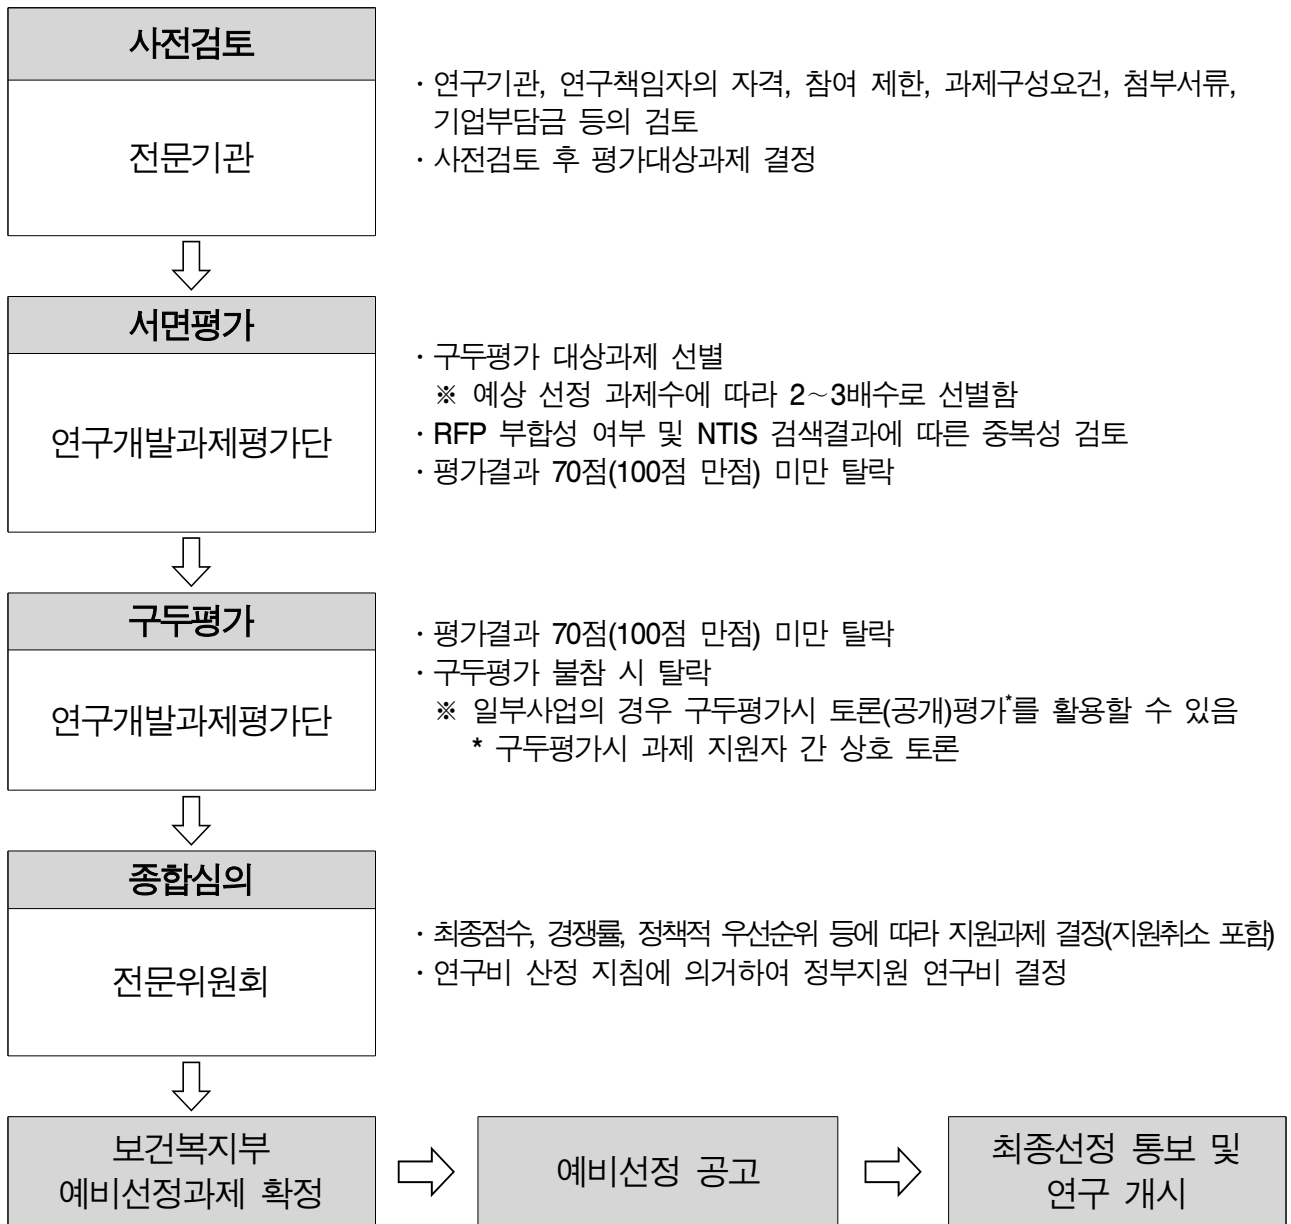 사전검토
전문기관
· 연구기관, 연구책임자의 자격, 참여 제한, 과제구성요건, 첨부서류,
기업부담금 등의 검토
· 사전검토 후 평가대상과제 결정
서면평가
연구개발과제평가단
· 구두평가 대상과제 선별
※ 예상 선정 과제수에 따라 2~3배수로 선별함
· RFP 부합성 여부 및 NTIS 검색결과에 따른 중복성 검토
· 평가결과 70점(100점 만점) 미만 탈락
구두평가
연구개발과제평가단
· 평가결과 70점(100점 만점) 미만 탈락
· 구두평가 불참 시 탈락
※ 일부사업의 경우 구두평가시 토론(공개)평가*를 활용할 수 있음
* 구두평가시 과제 지원자 간 상호 토론
종합심의
전문위원회
· 최종점수, 경쟁률, 정책적 우선순위 등에 따라 지원과제 결정(지원취소 포함)
· 연구비 산정 지침에 의거하여 정부지원 연구비 결정
보건복지부
예비선정과제 확정
예비선정 공고
최종선정 통보 및
연구 개시